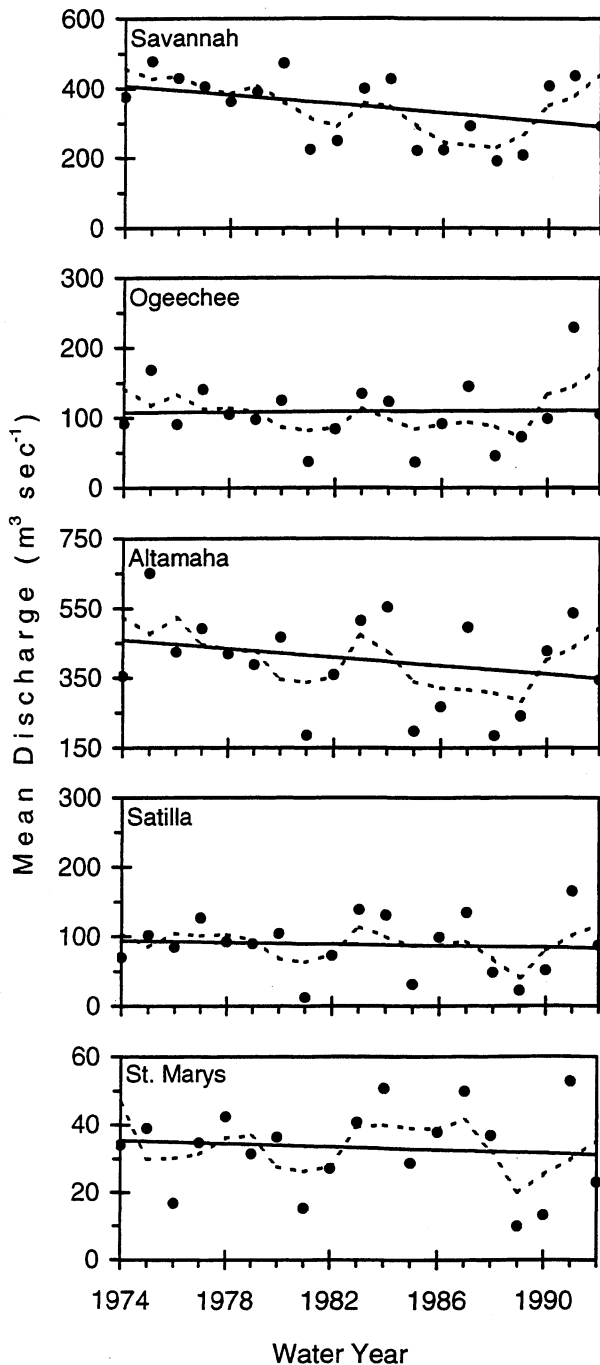 Mean Discharge (m³ sec⁻¹)
600
Savannah
400
200
0
300
Ogeechee
200
100
0
750
Altamaha
550
350
150
300
Satilla
200
100
0
60
St. Marys
40
20
0
1974 1978 1982 1986 1990
Water Year